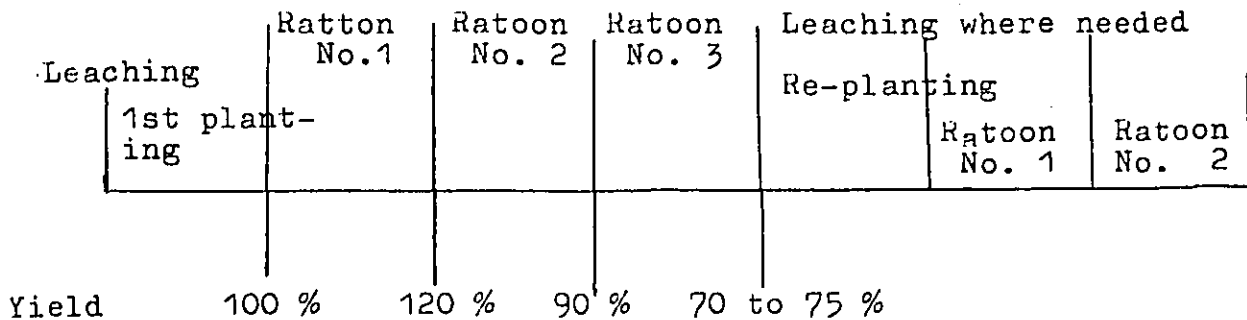 Ratton Ratoon Ratoon Leaching where needed
No.1 No. 2 No. 3
Leaching
Re-planting
1st plant-
ing
Ratoon Ratoon
No. 1 No. 2
Yield 100 % 120 % 90 % 70 to 75 %